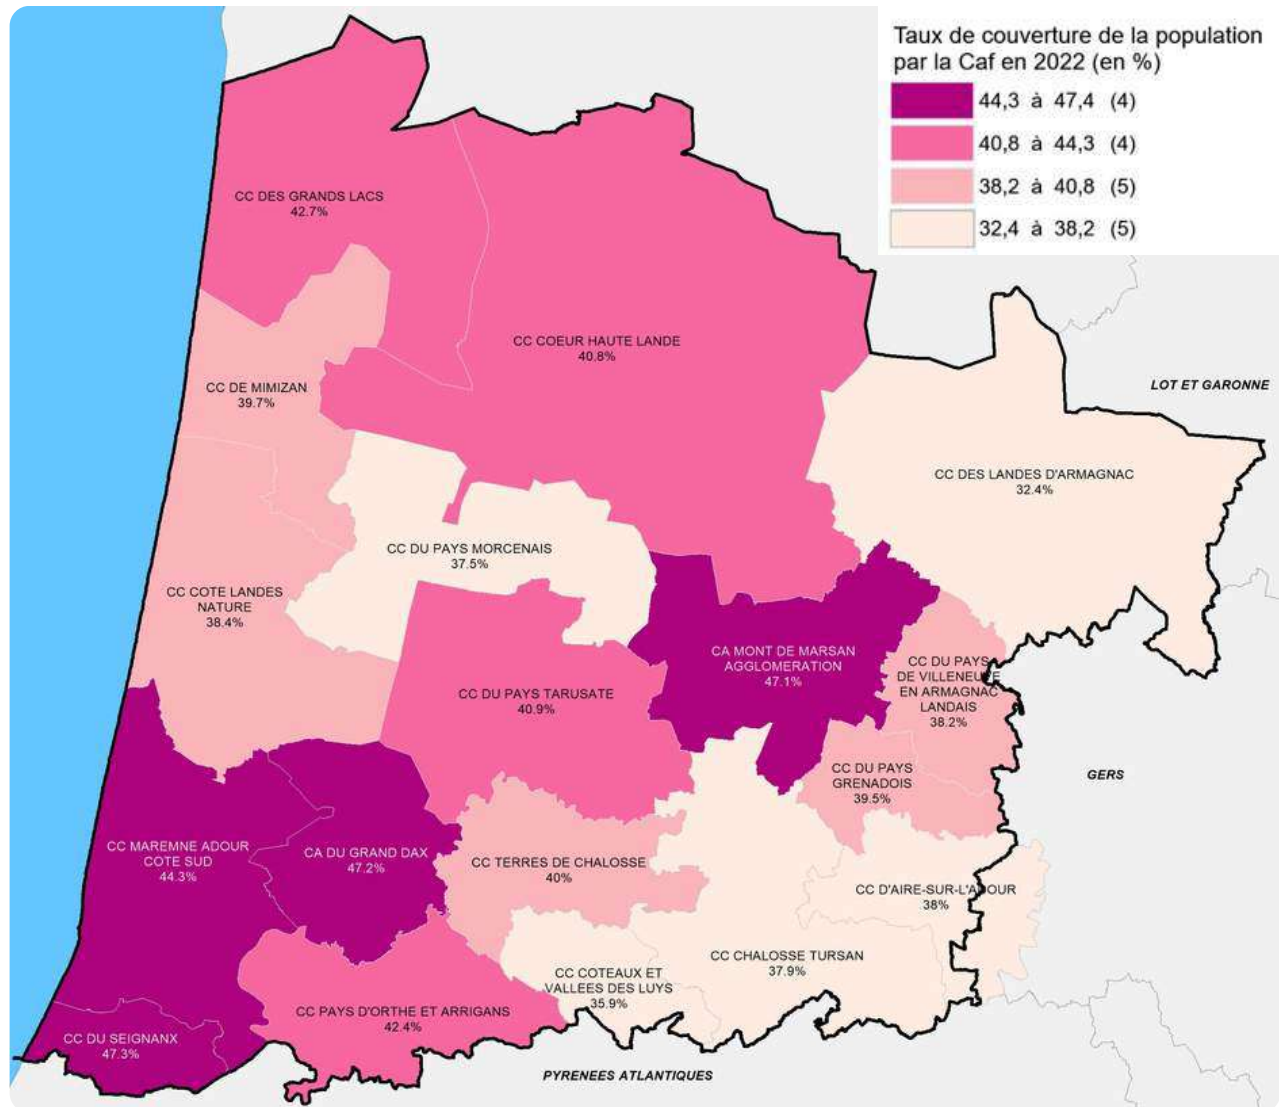 Taux de couverture de la population
par la Caf en 2022 (en %)
44,3 à 47,4 (4)
40,8 à 44,3 (4)
38,2 à 40,8 (5)
32,4 à 38,2 (5)
CC DES GRANDS LACS
42.7%
CC COEUR HAUTE LANDE
40.8%
CC DE MIMIZAN
39.7%
LOT ET GARONNE
CC DES LANDES D'ARMAGNAC
32.4%
CC DU PAYS MORCENAIS
37.5%
CC COTE LANDES
NATURE
38.4%
CA MONT DE MARSAN
AGGLOMERATION
47.1%
CC DU PAYS
DE VILLENEUVE
EN ARMAGNAC
LANDAIS
38.2%
CC DU PAYS TARUSATE
40.9%
CC DU PAYS
GRENADOIS
39.5%
GERS
CC MAREMNE ADOUR
COTE SUD
44.3%
CA DU GRAND DAX
47.2%
CC TERRES DE CHALOSSE
40%
CC D'AIRE-SUR-L'ADOUR
38%
CC CHALOSSE TURSAN
37.9%
CC COTEAUX ET
VALLEES DES LUYS
35.9%
CC PAYS D'ORTHE ET ARRIGANS
42.4%
CC DU SEIGNANX
47.3%
PYRENEES ATLANTIQUES